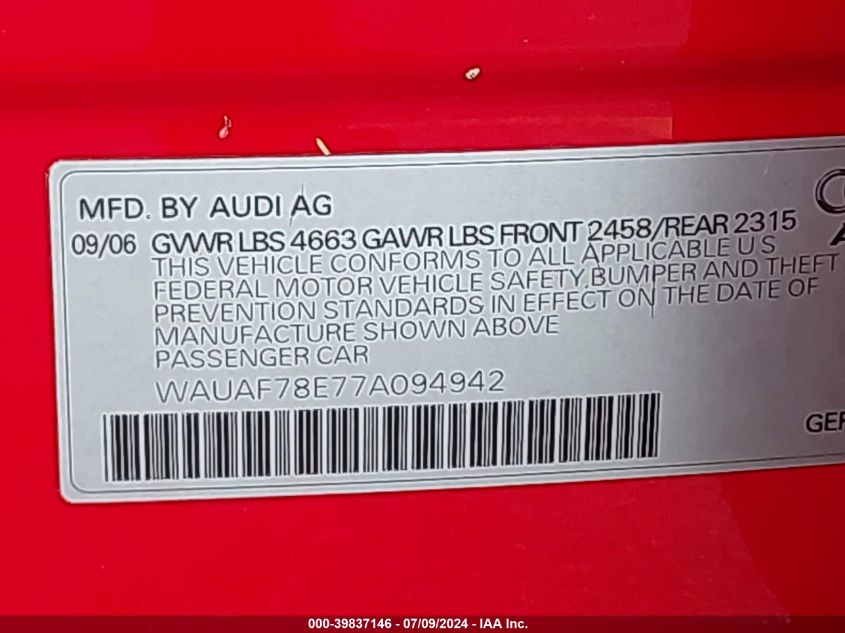 MFD. BY AUDI AG
09/06 GVWR LBS 4663 GAWR LBS FRONT 2458/REAR 2315
THIS VEHICLE CONFORMS TO ALL APPLICABLE U S
FEDERAL MOTOR VEHICLE SAFETY, BUMPER AND THEFT
PREVENTION STANDARDS IN EFFECT ON THE DATE OF
MANUFACTURE SHOWN ABOVE
PASSENGER CAR
WAUAF78E77A094942
000-39837146 - 07/09/2024 - IAA Inc.